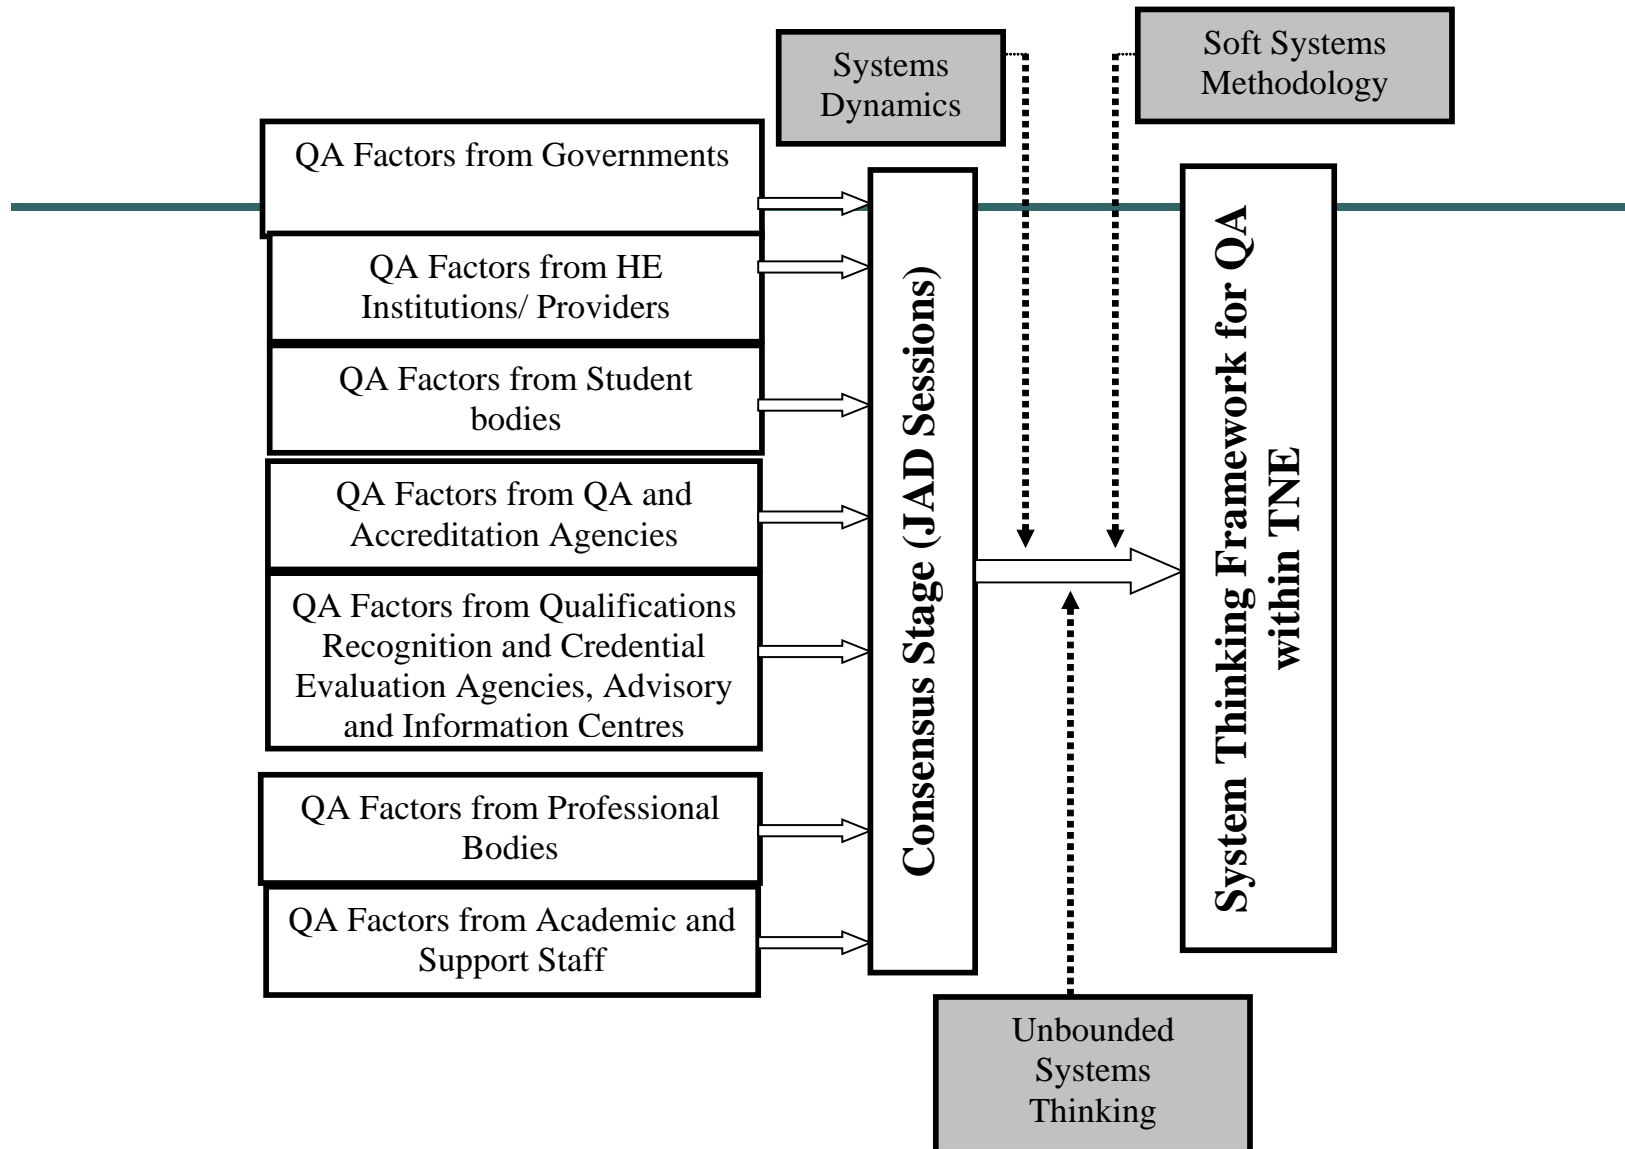 Systems
Dynamics
Soft Systems
Methodology
QA Factors from Governments
QA Factors from HE
Institutions/ Providers
QA Factors from Student
bodies
QA Factors from QA and
Accreditation Agencies
QA Factors from Qualifications
Recognition and Credential
Evaluation Agencies, Advisory
and Information Centres
QA Factors from Professional
Bodies
QA Factors from Academic and
Support Staff
Consensus Stage (JAD Sessions)
System Thinking Framework for QA
within TNE
Unbounded
Systems
Thinking